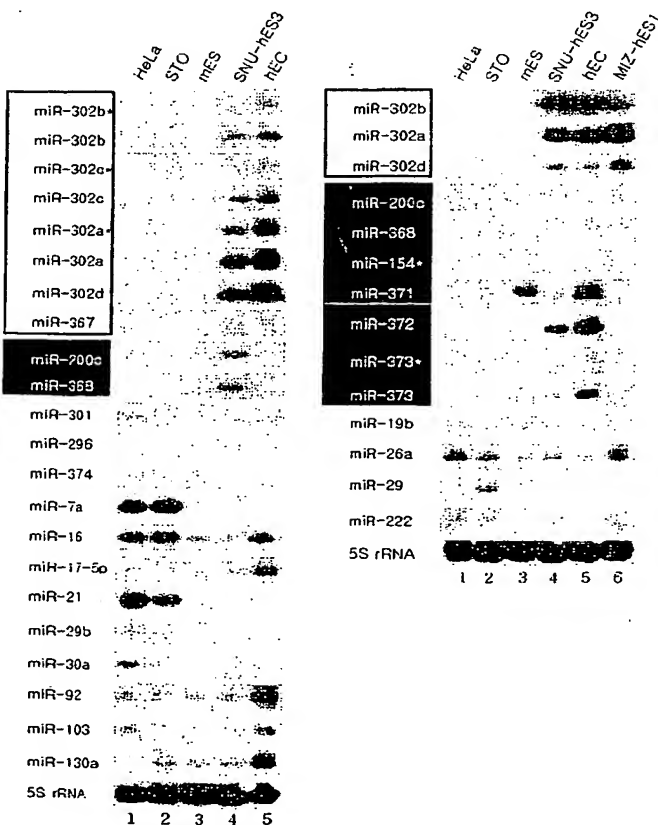 HeLa STO mES SNU-hES3 hEC
miR-302b*
miR-302b
miR-302c*
miR-302c
miR-302a*
miR-302a
miR-302d
miR-367
miR-200c
miR-368
miR-301
miR-296
miR-374
miR-7a
miR-16
miR-17-5p
miR-21
miR-29b
miR-30a
miR-92
miR-103
miR-130a
5S rRNA
1 2 3 4 5
HeLa STO mES SNU-hES3 hEC MIZ-hES1
miR-302b
miR-302a
miR-302d
miR-200c
miR-368
miR-154*
miR-371
miR-372
miR-373*
miR-373
miR-19b
miR-26a
miR-29
miR-222
5S rRNA
1 2 3 4 5 6